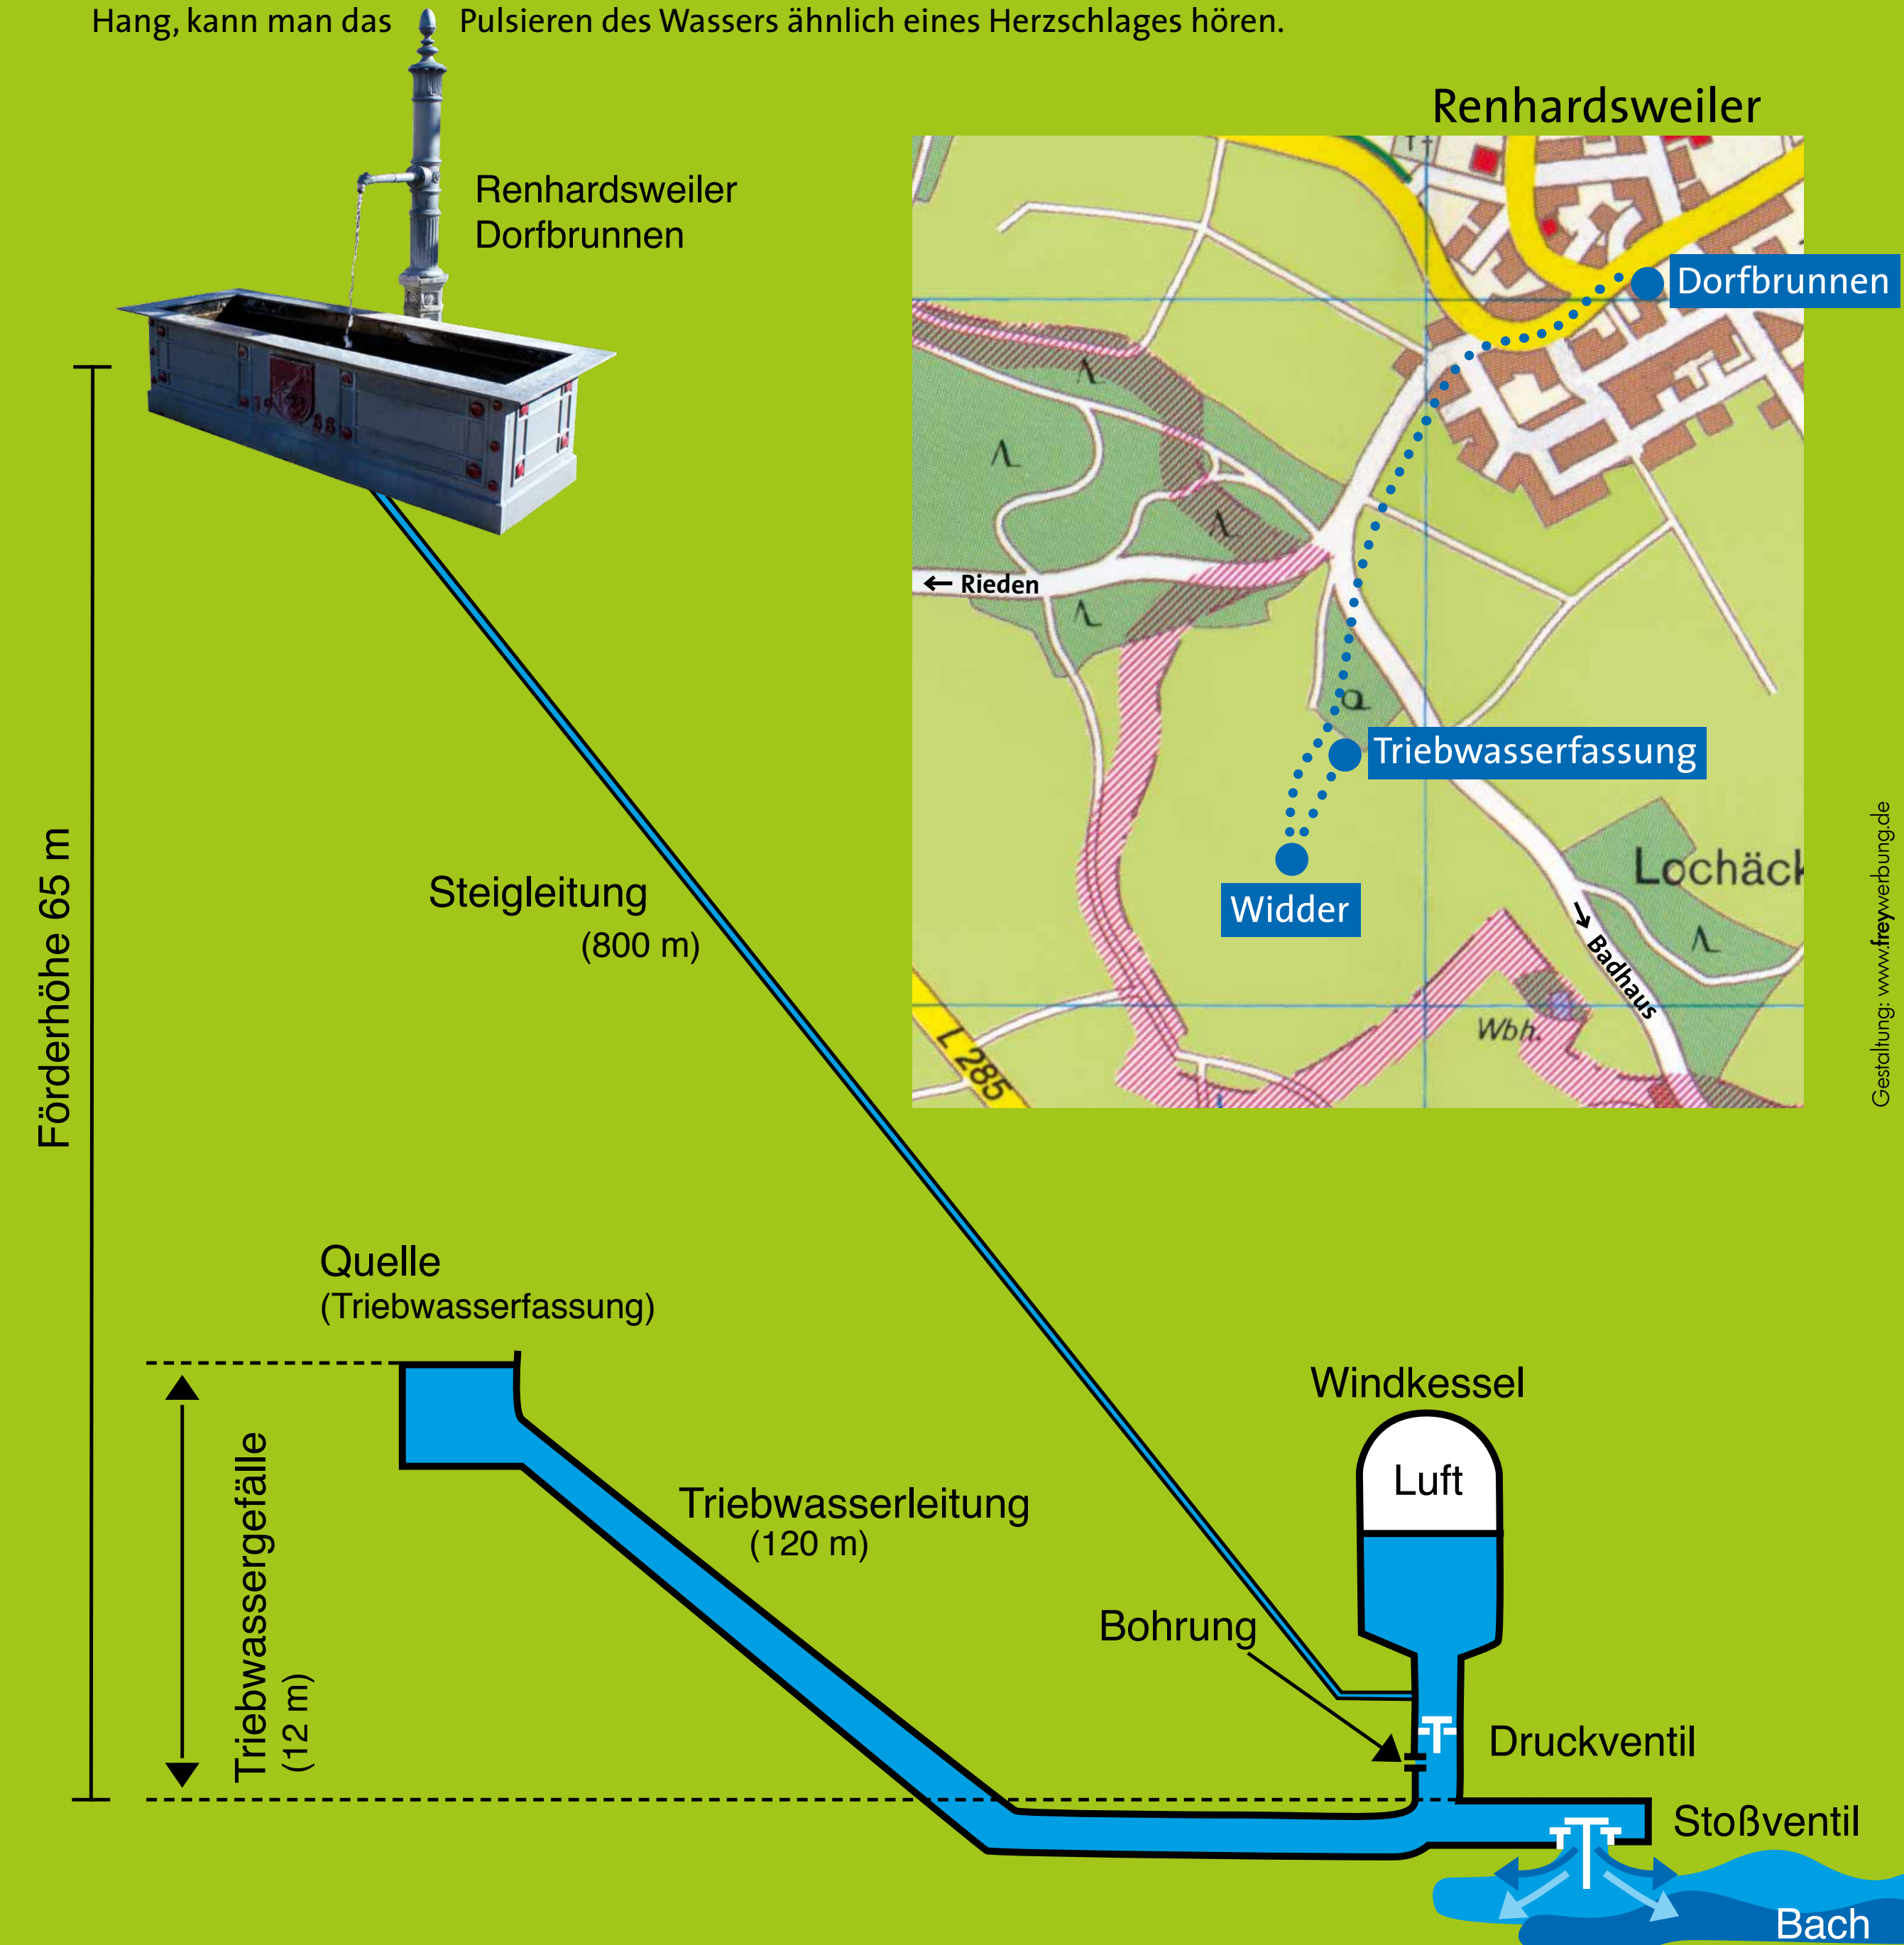 Hang, kann man das Pulsieren des Wassers ähnlich eines Herzschlages hören.
Renhardsweiler
Renhardsweiler
Dorfbrunnen
Dorfbrunnen
← Rieden
Triebwasserfassung
Widder
Lochäck
→ Badhaus
Wbh.
L 285
Gestaltung: www.freywerbung.de
Förderhöhe 65 m
Steigleitung
(800 m)
Quelle
(Triebwasserfassung)
Triebwassergefälle
(12 m)
Triebwasserleitung
(120 m)
Windkessel
Luft
Bohrung
Druckventil
Stoßventil
Bach